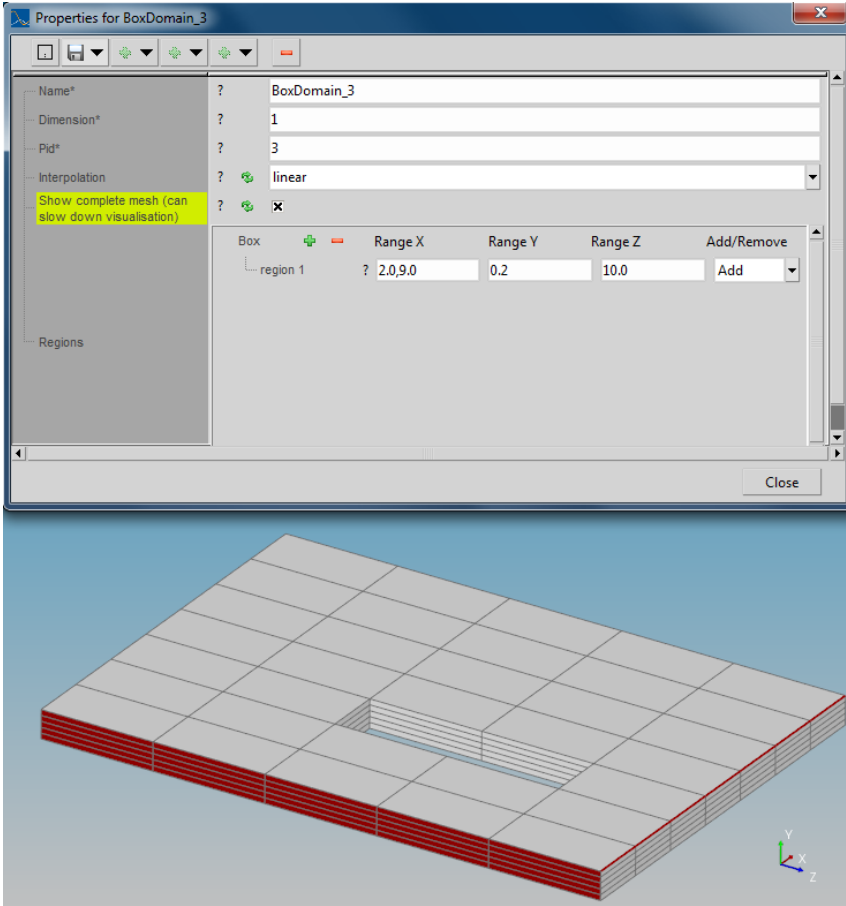 Properties for BoxDomain_3
x
Name* ? BoxDomain_3
Dimension* ? 1
Pid* ? 3
Interpolation ? linear
Show complete mesh (can
slow down visualisation) ?
Box Range X Range Y Range Z Add/Remove
region 1 ? 2.0,9.0 0.2 10.0 Add
Regions
Close
Y
X
Z